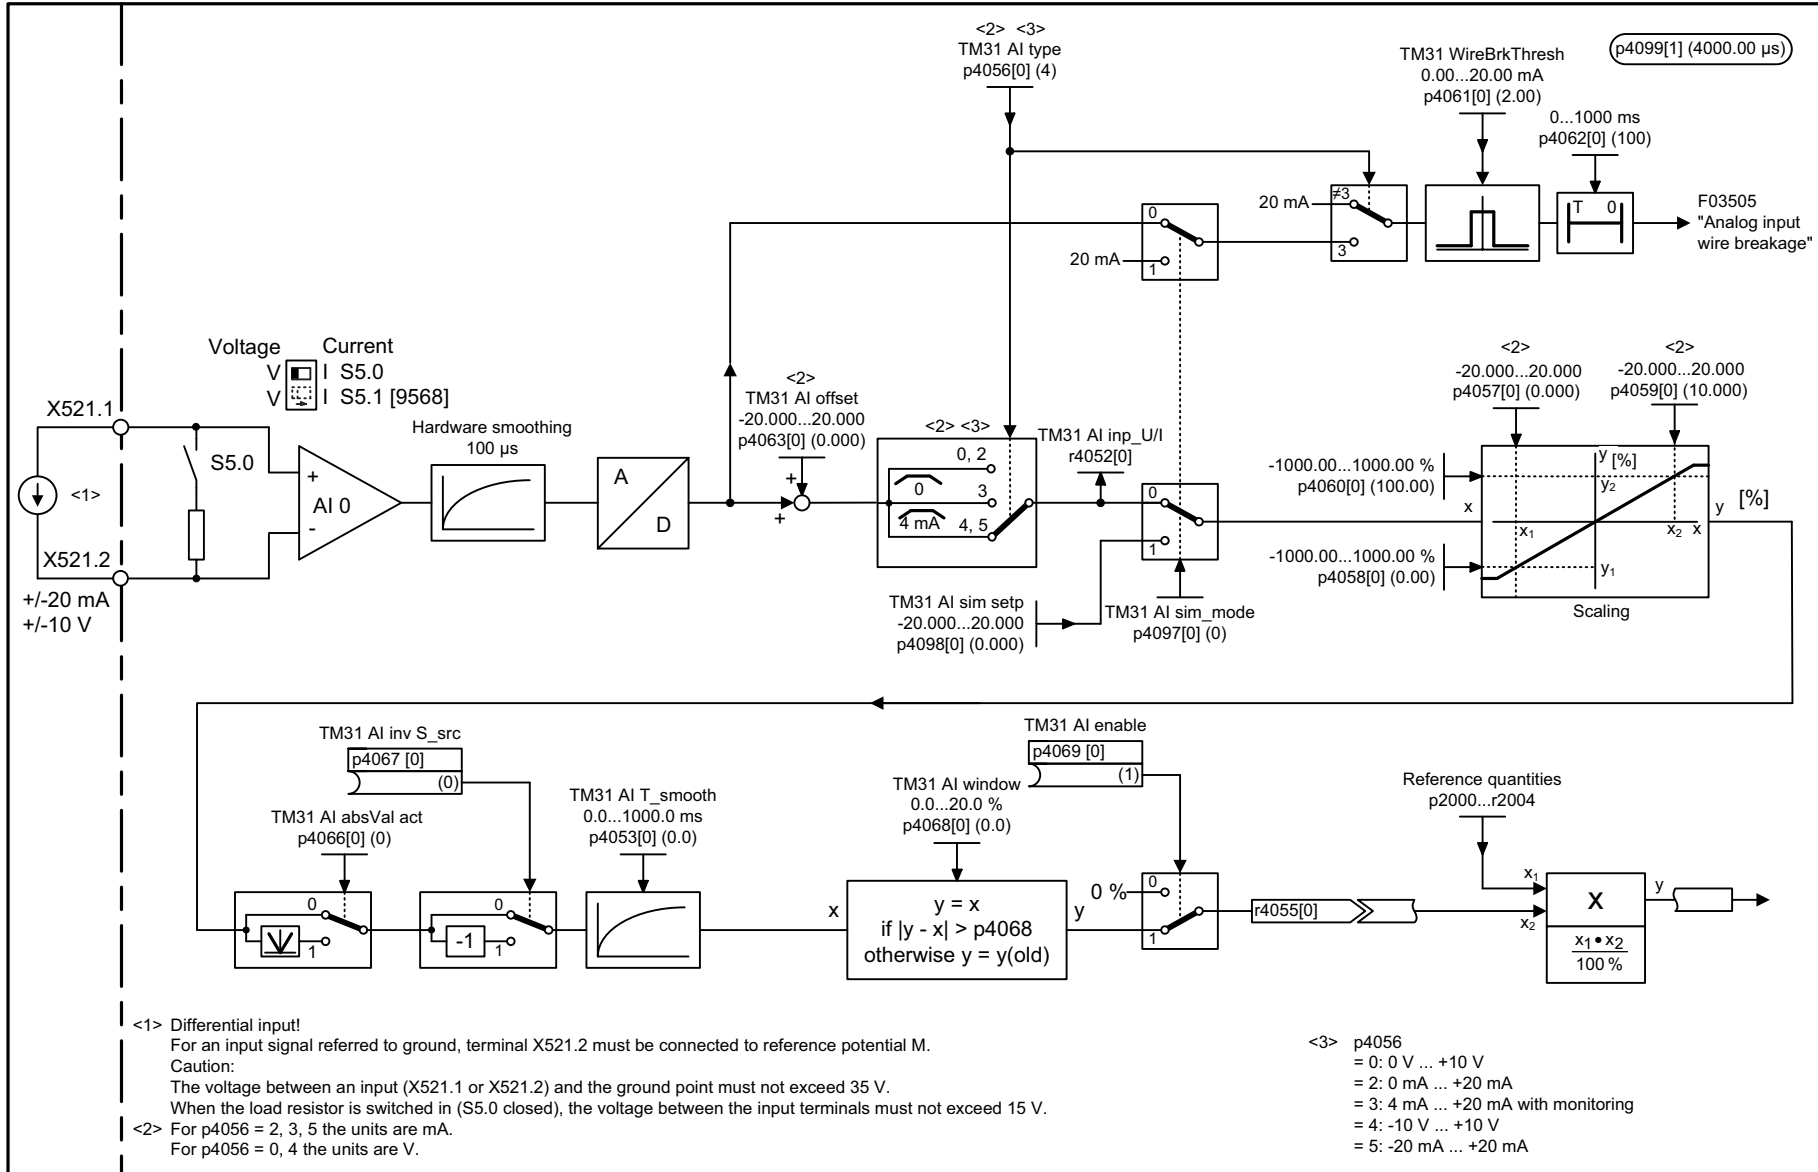 <2> <3>
TM31 AI type
p4056[0] (4)
p4099[1] (4000.00 µs)
TM31 WireBrkThresh
0.00...20.00 mA
p4061[0] (2.00)
0...1000 ms
p4062[0] (100)
≠3
20 mA
3
T 0
F03505
"Analog input
wire breakage"
0
20 mA
1
Voltage Current
V I S5.0
V I S5.1 [9568]
X521.1
S5.0
<1>
X521.2
+/-20 mA
+/-10 V
+
AI 0
-
Hardware smoothing
100 µs
A
D
<2>
TM31 AI offset
-20.000...20.000
p4063[0] (0.000)
+
+
<2> <3>
0, 2
0
3
4 mA
4, 5
TM31 AI inp_U/I
r4052[0]
0
1
TM31 AI sim setp
-20.000...20.000
p4098[0] (0.000)
TM31 AI sim_mode
p4097[0] (0)
<2>
-20.000...20.000
p4057[0] (0.000)
<2>
-20.000...20.000
p4059[0] (10.000)
-1000.00...1000.00 %
p4060[0] (100.00)
x
-1000.00...1000.00 %
p4058[0] (0.00)
y [%]
y2
x1
x2 x
y1
y [%]
Scaling
TM31 AI inv S_src
p4067 [0]
(0)
TM31 AI absVal act
p4066[0] (0)
0
1
0
-1
1
TM31 AI T_smooth
0.0...1000.0 ms
p4053[0] (0.0)
TM31 AI window
0.0...20.0 %
p4068[0] (0.0)
x
y = x
if |y - x| > p4068
otherwise y = y(old)
y
TM31 AI enable
p4069 [0]
(1)
0 %
0
1
r4055[0]
Reference quantities
p2000...r2004
x1
x2
X
x1 • x2
100 %
y
<1> Differential input!
For an input signal referred to ground, terminal X521.2 must be connected to reference potential M.
Caution:
The voltage between an input (X521.1 or X521.2) and the ground point must not exceed 35 V.
When the load resistor is switched in (S5.0 closed), the voltage between the input terminals must not exceed 15 V.
<2> For p4056 = 2, 3, 5 the units are mA.
For p4056 = 0, 4 the units are V.
<3> p4056
= 0: 0 V ... +10 V
= 2: 0 mA ... +20 mA
= 3: 4 mA ... +20 mA with monitoring
= 4: -10 V ... +10 V
= 5: -20 mA ... +20 mA